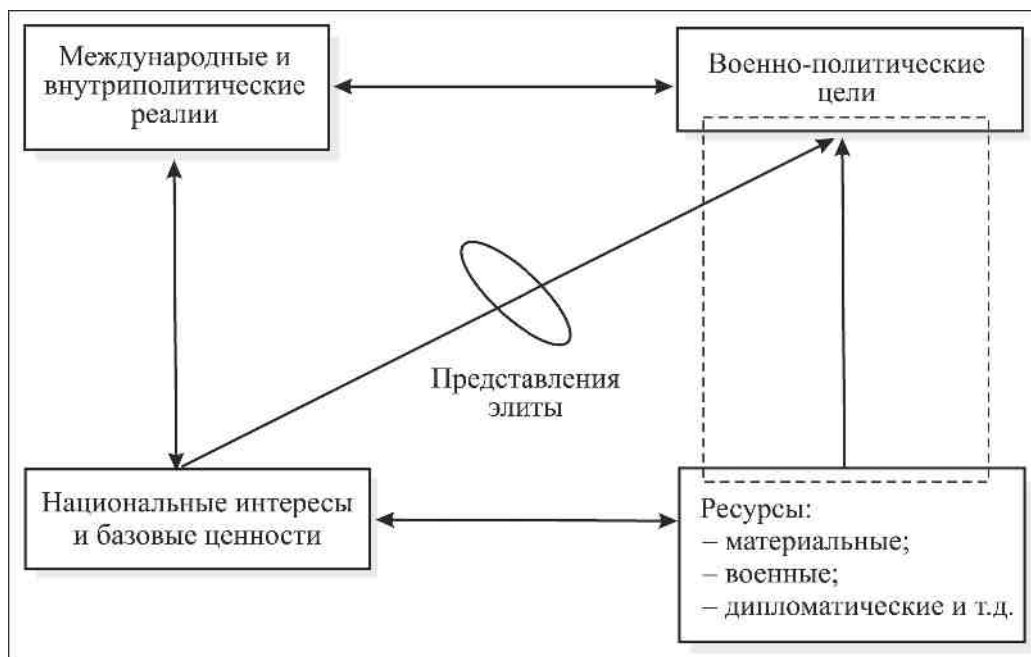 Международные и
внутриполитические
реалии
Военно-политические
цели
Представления
элиты
Национальные интересы
и базовые ценности
Ресурсы:
– материальные;
– военные;
– дипломатические и т.д.